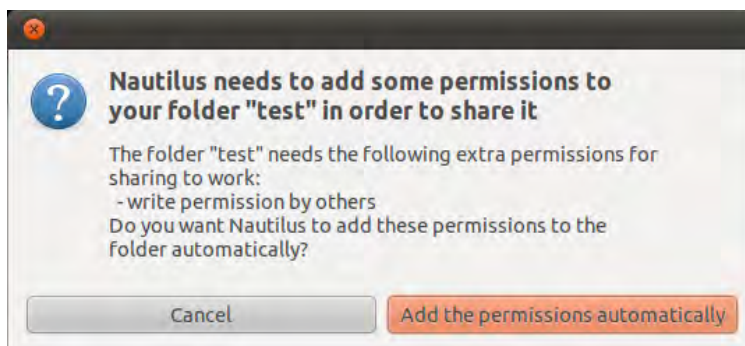 Nautilus needs to add some permissions to
your folder "test" in order to share it
The folder "test" needs the following extra permissions for
sharing to work:
- write permission by others
Do you want Nautilus to add these permissions to the
folder automatically?
Cancel
Add the permissions automatically